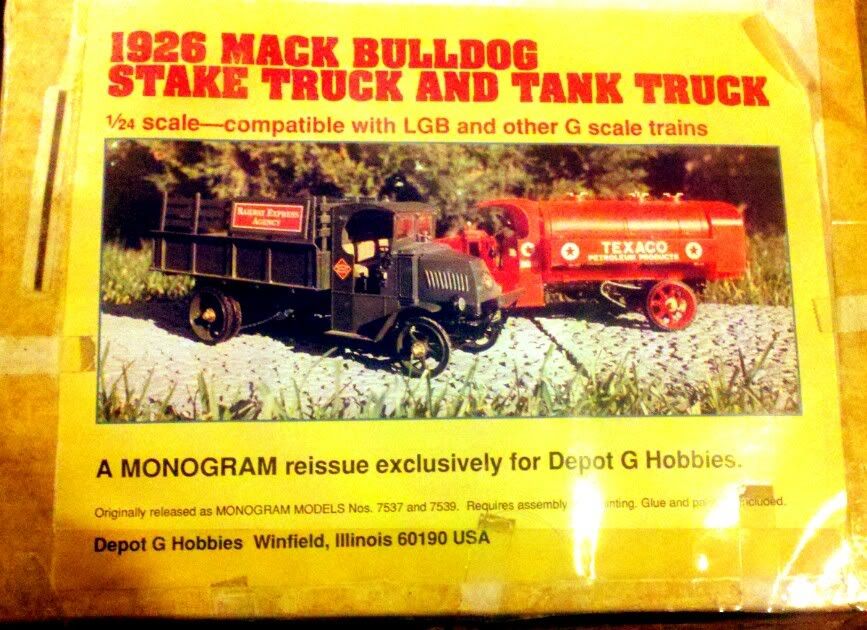 1926 MACK BULLDOG
STAKE TRUCK AND TANK TRUCK
1/24 scale—compatible with LGB and other G scale trains
RAILWAY EXPRESS
AGENCY
TEXACO
PETROLEUM PRODUCTS
A MONOGRAM reissue exclusively for Depot G Hobbies.
Originally released as MONOGRAM MODELS Nos. 7537 and 7539. Requires assembly Glue and
Depot G Hobbies Winfield, Illinois 60190 USA